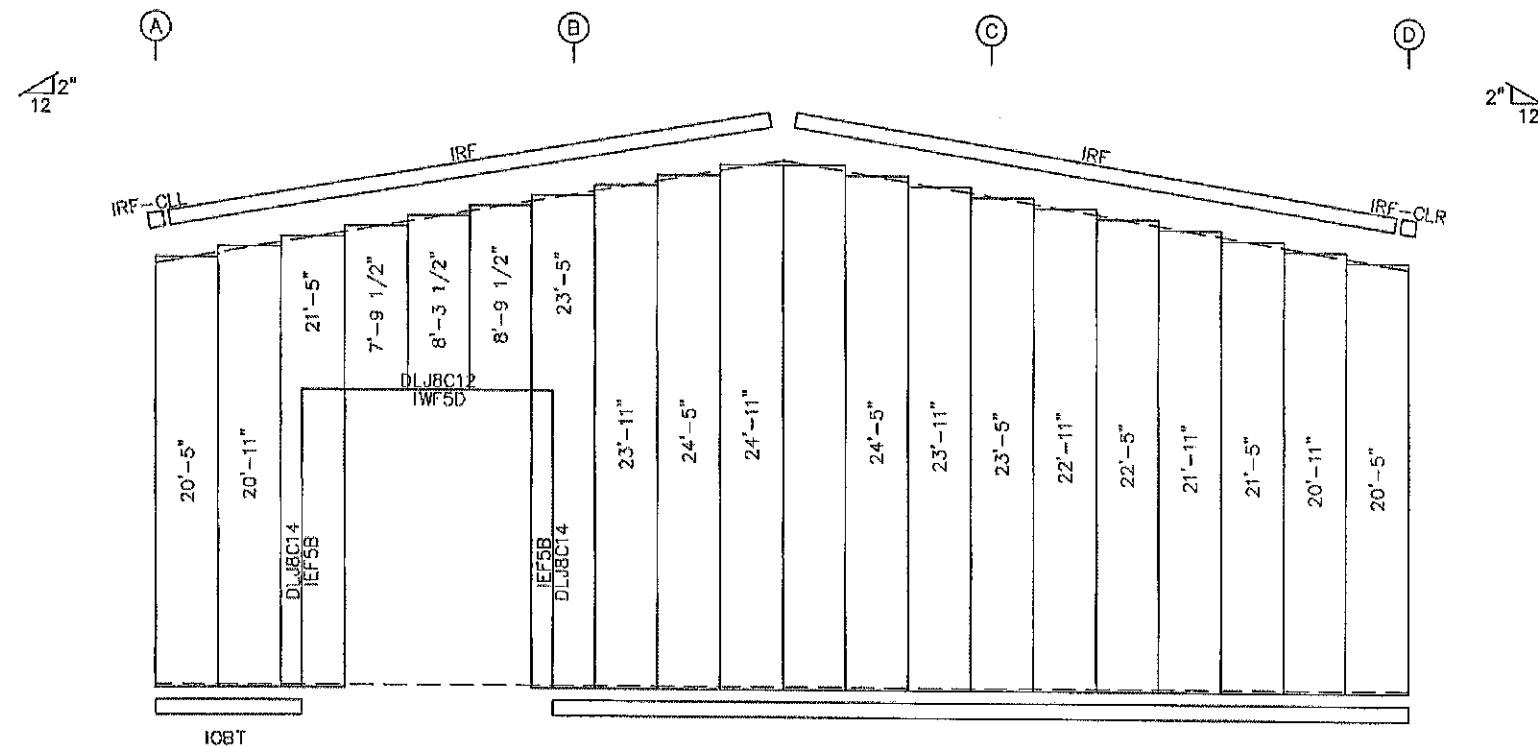 A B C D
2"
12
2"
12
IRF
IRF
IRF-CLL
IRF-CLR
20'-5"
20'-11"
21'-5"
7'-9 1/2"
8'-3 1/2"
8'-9 1/2"
23'-5"
23'-11"
24'-5"
24'-11"
24'-5"
23'-11"
23'-5"
22'-11"
22'-5"
21'-11"
21'-5"
20'-11"
20'-5"
DLJ8C12
IWF5D
DLJ8C14
IEF5B
IEF5B
DLJ8C14
IOBT